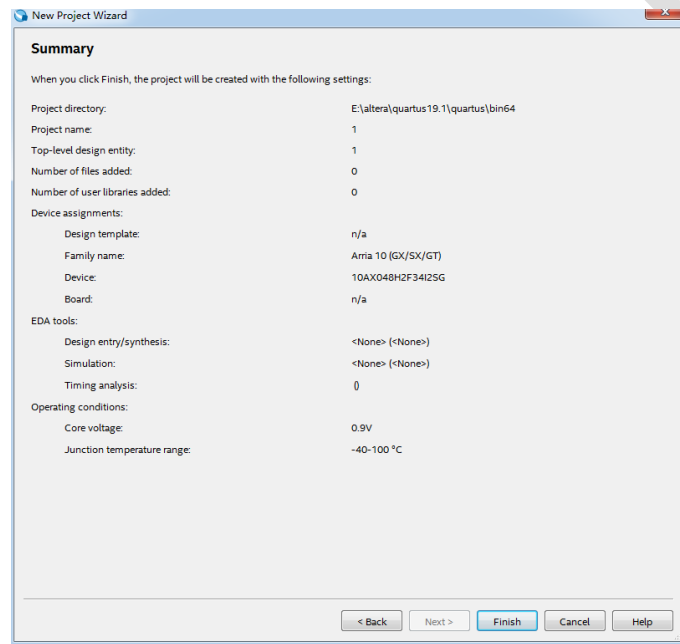 New Project Wizard
Summary
When you click Finish, the project will be created with the following settings:
Project directory: E:\altera\quartus19.1\quartus\bin64
Project name: 1
Top-level design entity: 1
Number of files added: 0
Number of user libraries added: 0
Device assignments:
Design template: n/a
Family name: Arria 10 (GX/SX/GT)
Device: 10AX048H2F34I2SG
Board: n/a
EDA tools:
Design entry/synthesis: <None> (<None>)
Simulation: <None> (<None>)
Timing analysis: ()
Operating conditions:
Core voltage: 0.9V
Junction temperature range: -40-100 °C
< Back Next > Finish Cancel Help